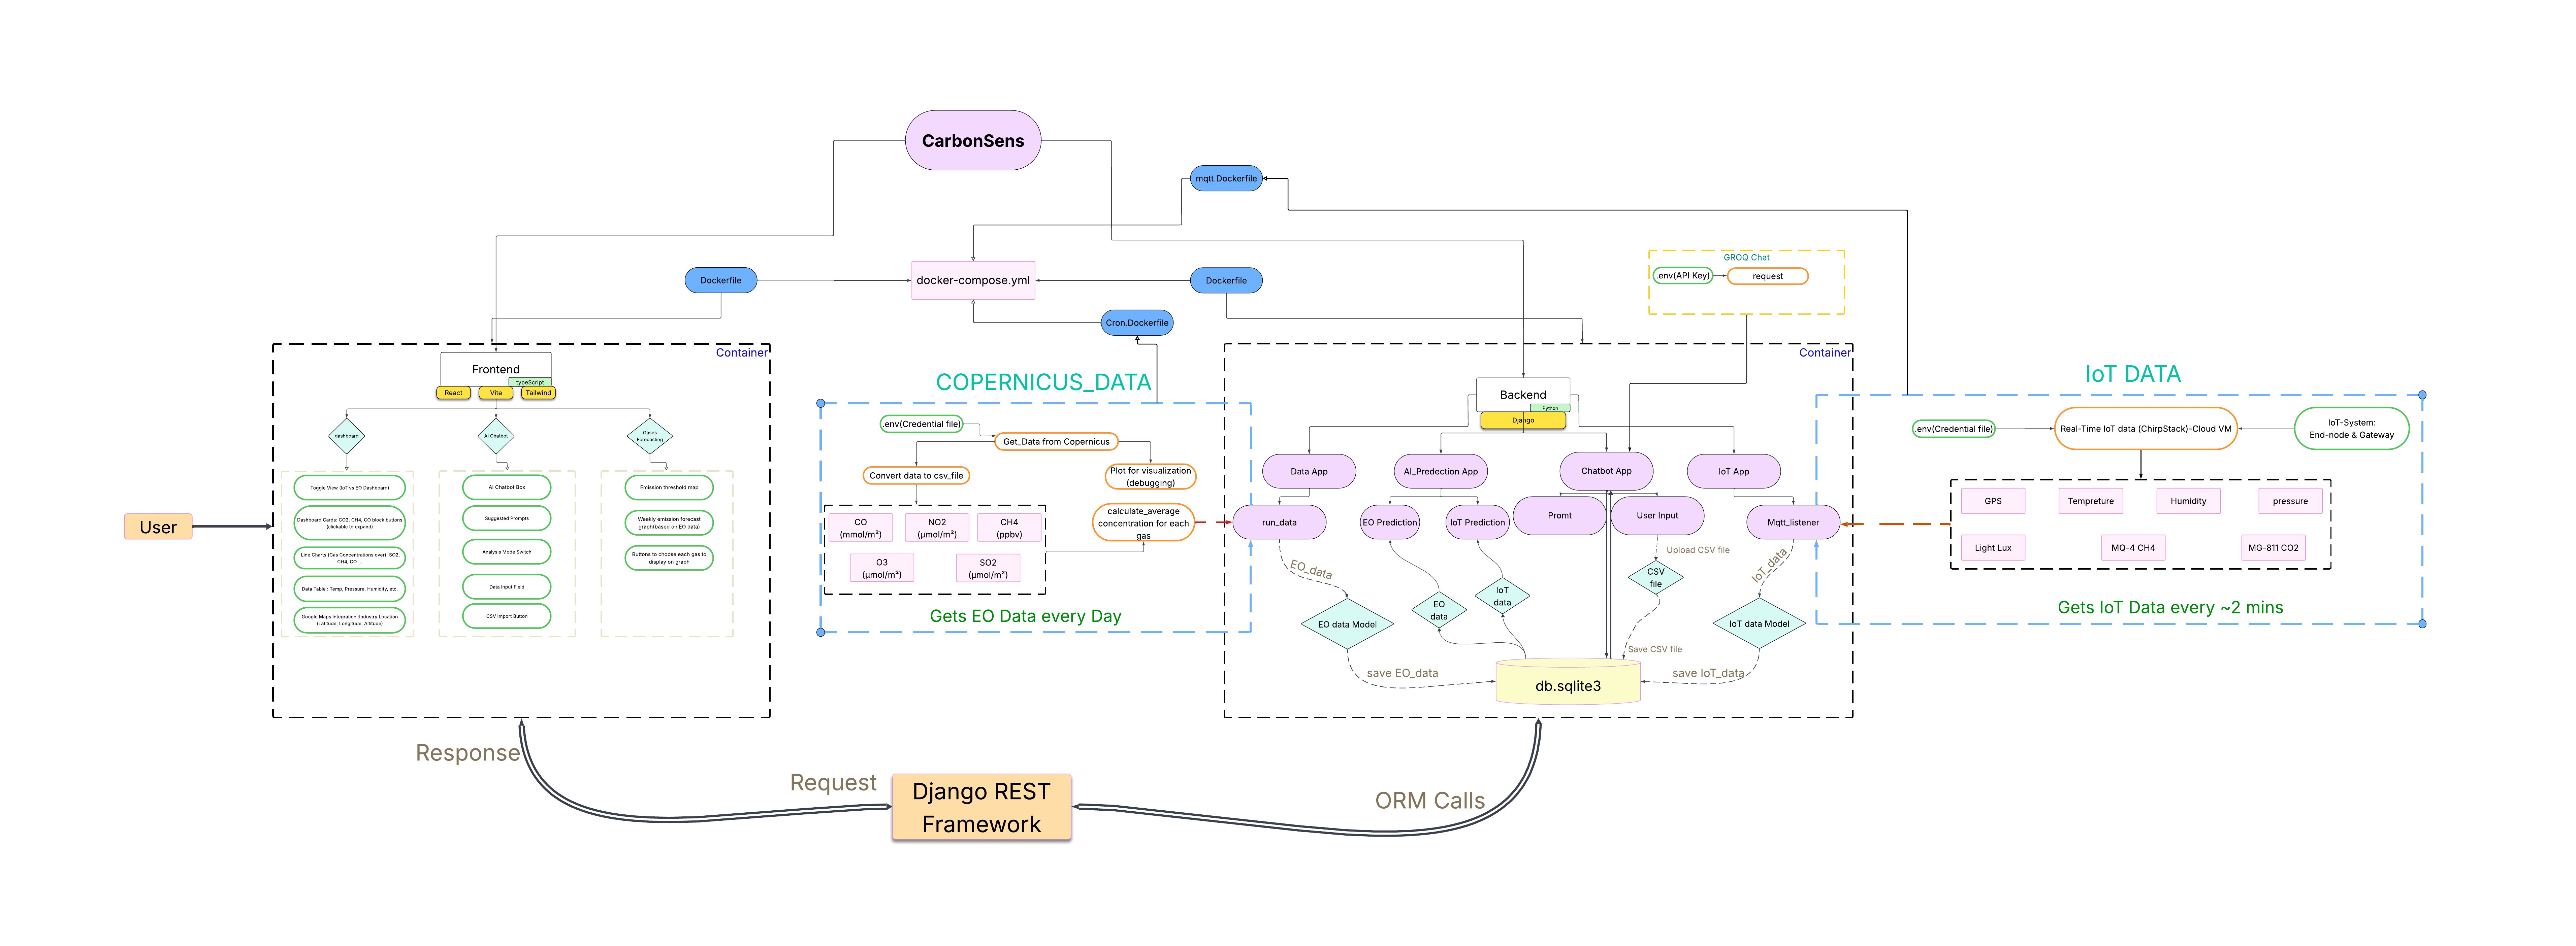 CarbonSens
mqtt.Dockerfile
Dockerfile
docker-compose.yml
Dockerfile
Cron.Dockerfile
GROQ Chat
.env(API Key)
request
User
Container
Frontend
typeScript
React
Vite
Tailwind
dashboard
AI Chatbot
Gases
Forecasting
Toggle View (IoT vs EO Dashboard)
Dashboard Cards: CO2, CH4, CO block buttons
(clickable to expand)
Line Charts (Gas Concentrations over): SO2,
CH4, CO ...
Data Table : Temp, Pressure, Humidity, etc.
Google Maps Integration :Industry Location
(Latitude, Longitude, Altitude)
AI Chatbot Box
Suggested Prompts
Analysis Mode Switch
Data Input Field
CSV Import Button
Emission threshold map
Weekly emission forecast
graph(based on EO data)
Buttons to choose each gas to
display on graph
COPERNICUS_DATA
.env(Credential file)
Get_Data from Copernicus
Convert data to csv_file
Plot for visualization
(debugging)
CO
(mmol/m²)
NO2
(µmol/m²)
CH4
(ppbv)
O3
(µmol/m²)
SO2
(µmol/m²)
calculate_average
concentration for each
gas
Gets EO Data every Day
Container
Backend
Python
Django
Data App
AI_Predection App
Chatbot App
IoT App
run_data
EO Prediction
IoT Prediction
Promt
User Input
Mqtt_listener
Upload CSV file
CSV
file
EO_data
IoT_data
EO data Model
EO
data
IoT
data
IoT data Model
Save CSV file
save EO_data
save IoT_data
db.sqlite3
IoT DATA
.env(Credential file)
Real-Time IoT data (ChirpStack)-Cloud VM
IoT-System:
End-node & Gateway
GPS
Tempreture
Humidity
pressure
Light Lux
MQ-4 CH4
MG-811 CO2
Gets IoT Data every ~2 mins
Response
Request
Django REST
Framework
ORM Calls